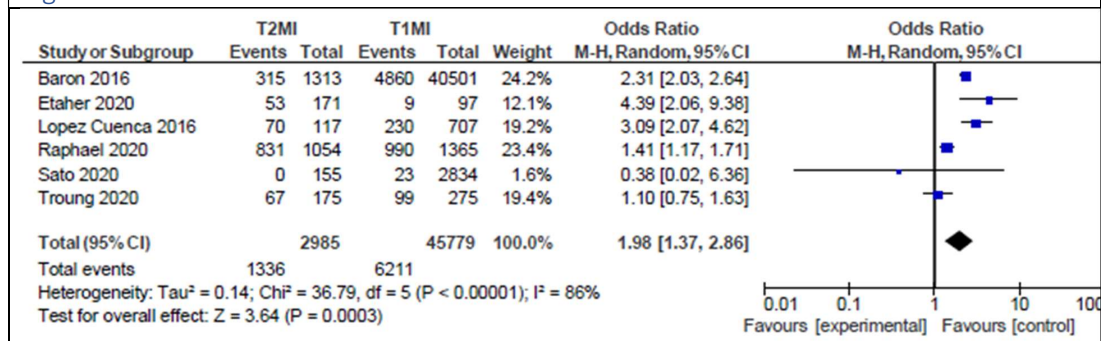 T2MI T1MI Odds Ratio Odds Ratio
Study or Subgroup Events Total Events Total Weight M-H, Random, 95% CI M-H, Random, 95% CI
Baron 2016 315 1313 4860 40501 24.2% 2.31 [2.03, 2.64]
Etaher 2020 53 171 9 97 12.1% 4.39 [2.06, 9.38]
Lopez Cuenca 2016 70 117 230 707 19.2% 3.09 [2.07, 4.62]
Raphael 2020 831 1054 990 1365 23.4% 1.41 [1.17, 1.71]
Sato 2020 0 155 23 2834 1.6% 0.38 [0.02, 6.36]
Troung 2020 67 175 99 275 19.4% 1.10 [0.75, 1.63]
Total (95% CI) 2985 45779 100.0% 1.98 [1.37, 2.86]
Total events 1336 6211
Heterogeneity: Tau² = 0.14; Chi² = 36.79, df = 5 (P < 0.00001); I² = 86%
Test for overall effect: Z = 3.64 (P = 0.0003)
0.01 0.1 1 10 100
Favours [experimental] Favours [control]